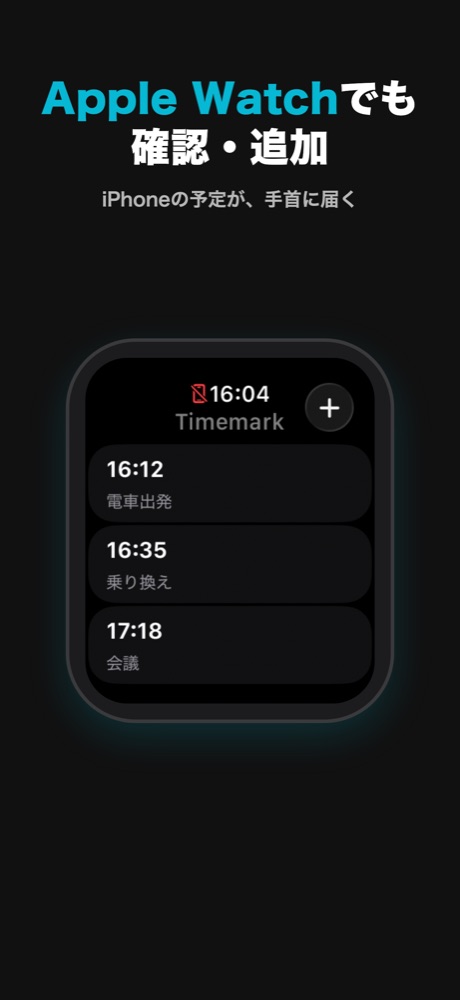 Apple Watchでも
確認・追加
iPhoneの予定が、手首に届く
16:04
Timemark
+
16:12
電車出発
16:35
乗り換え
17:18
会議